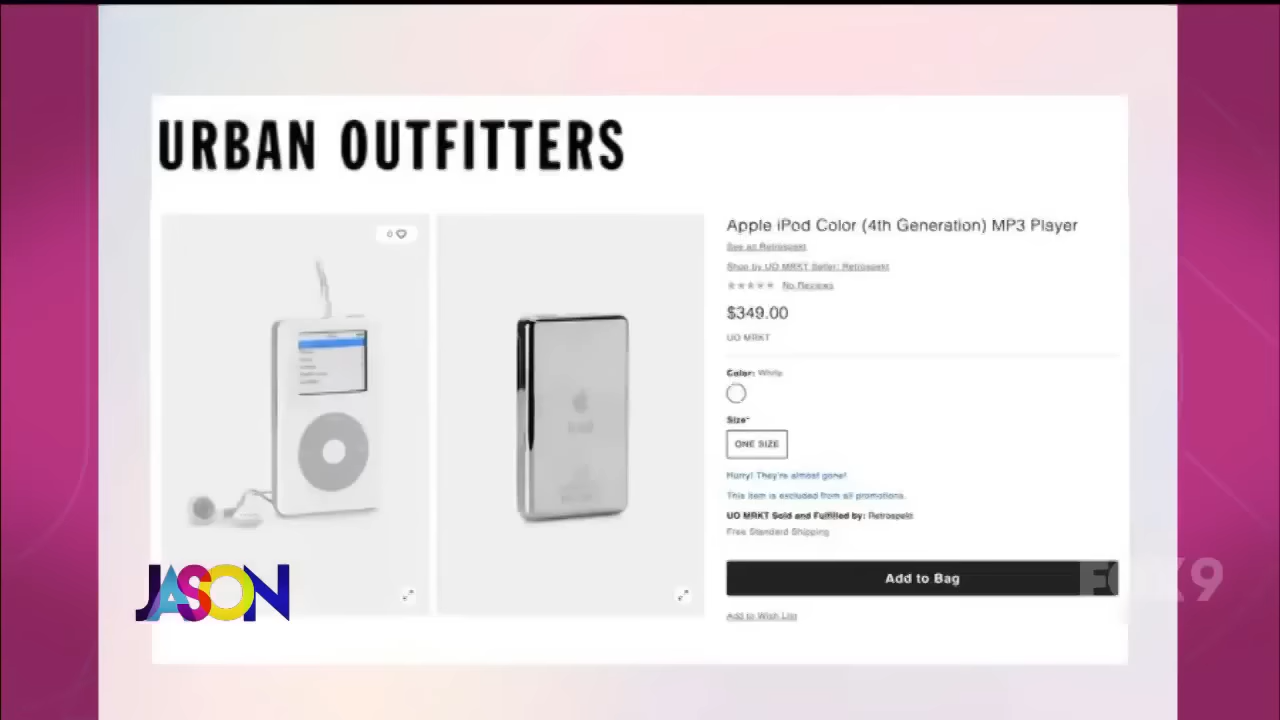 URBAN OUTFITTERS
0
Apple iPod Color (4th Generation) MP3 Player
See all Retrospekt
Shop by UO MRKT Seller: Retrospekt
No Reviews
$349.00
UO MRKT
Color: White
Size*
ONE SIZE
Hurry! They're almost gone!
This item is excluded from all promotions.
UO MRKT Sold and Fulfilled by: Retrospekt
Free Standard Shipping
Add to Bag
Add to Wish List
JASON
FOX9